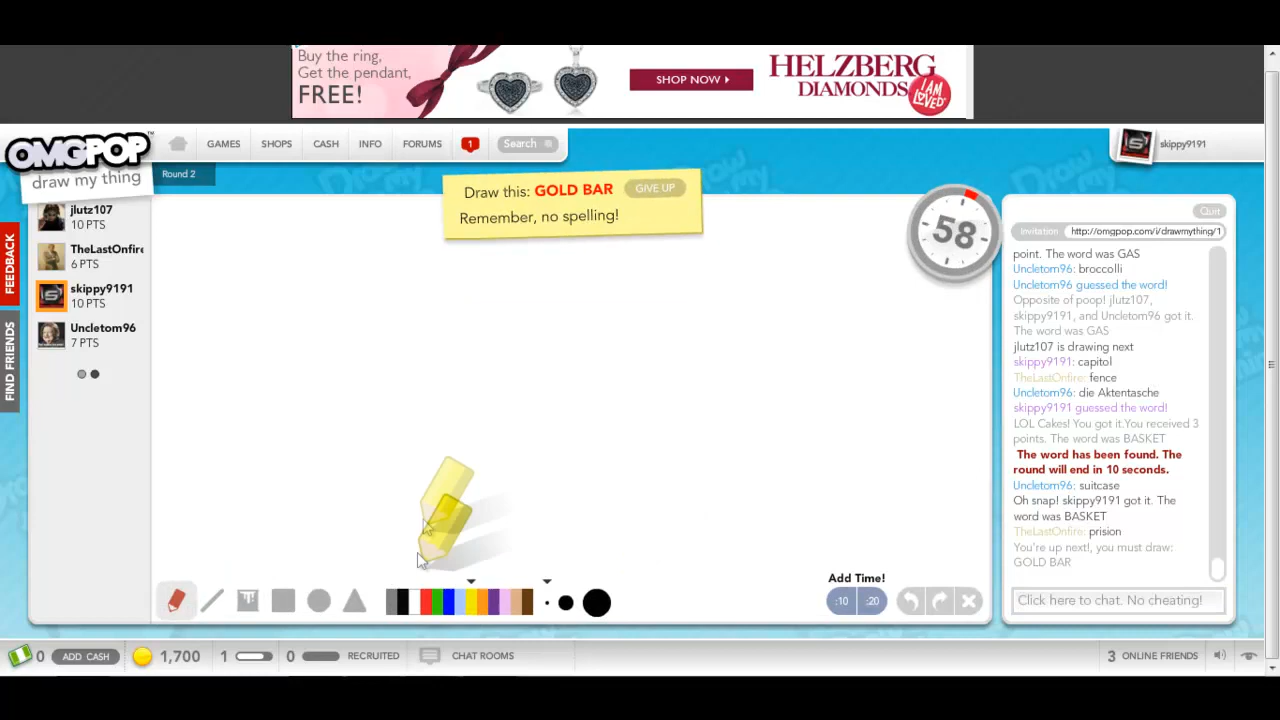 Buy the ring,
Get the pendant,
FREE!
SHOP NOW
HELZBERG
DIAMONDS
I AM
LOVED
OMGPOP™
draw my thing
GAMES
SHOPS
CASH
INFO
FORUMS
1
Search
skippy9191
Round 2
Draw this: GOLD BAR
GIVE UP
Remember, no spelling!
58
FEEDBACK
FIND FRIENDS
jlutz107
10 PTS
TheLastOnfire
6 PTS
skippy9191
10 PTS
Uncletom96
7 PTS
Quit
Invitation http://omgpop.com/i/drawmything/1
point. The word was GAS
Uncletom96: broccolli
Uncletom96 guessed the word!
Opposite of poop! jlutz107,
skippy9191, and Uncletom96 got it.
The word was GAS
jlutz107 is drawing next
skippy9191: capitol
TheLastOnfire: fence
Uncletom96: die Aktentasche
skippy9191 guessed the word!
LOL Cakes! You got it.You received 3
points. The word was BASKET
The word has been found. The
round will end in 10 seconds.
Uncletom96: suitcase
Oh snap! skippy9191 got it. The
word was BASKET
TheLastOnfire: prision
You're up next!, you must draw:
GOLD BAR
Click here to chat. No cheating!
Add Time!
:10 :20
0
ADD CASH
1,700
1
0
RECRUITED
CHAT ROOMS
3 ONLINE FRIENDS